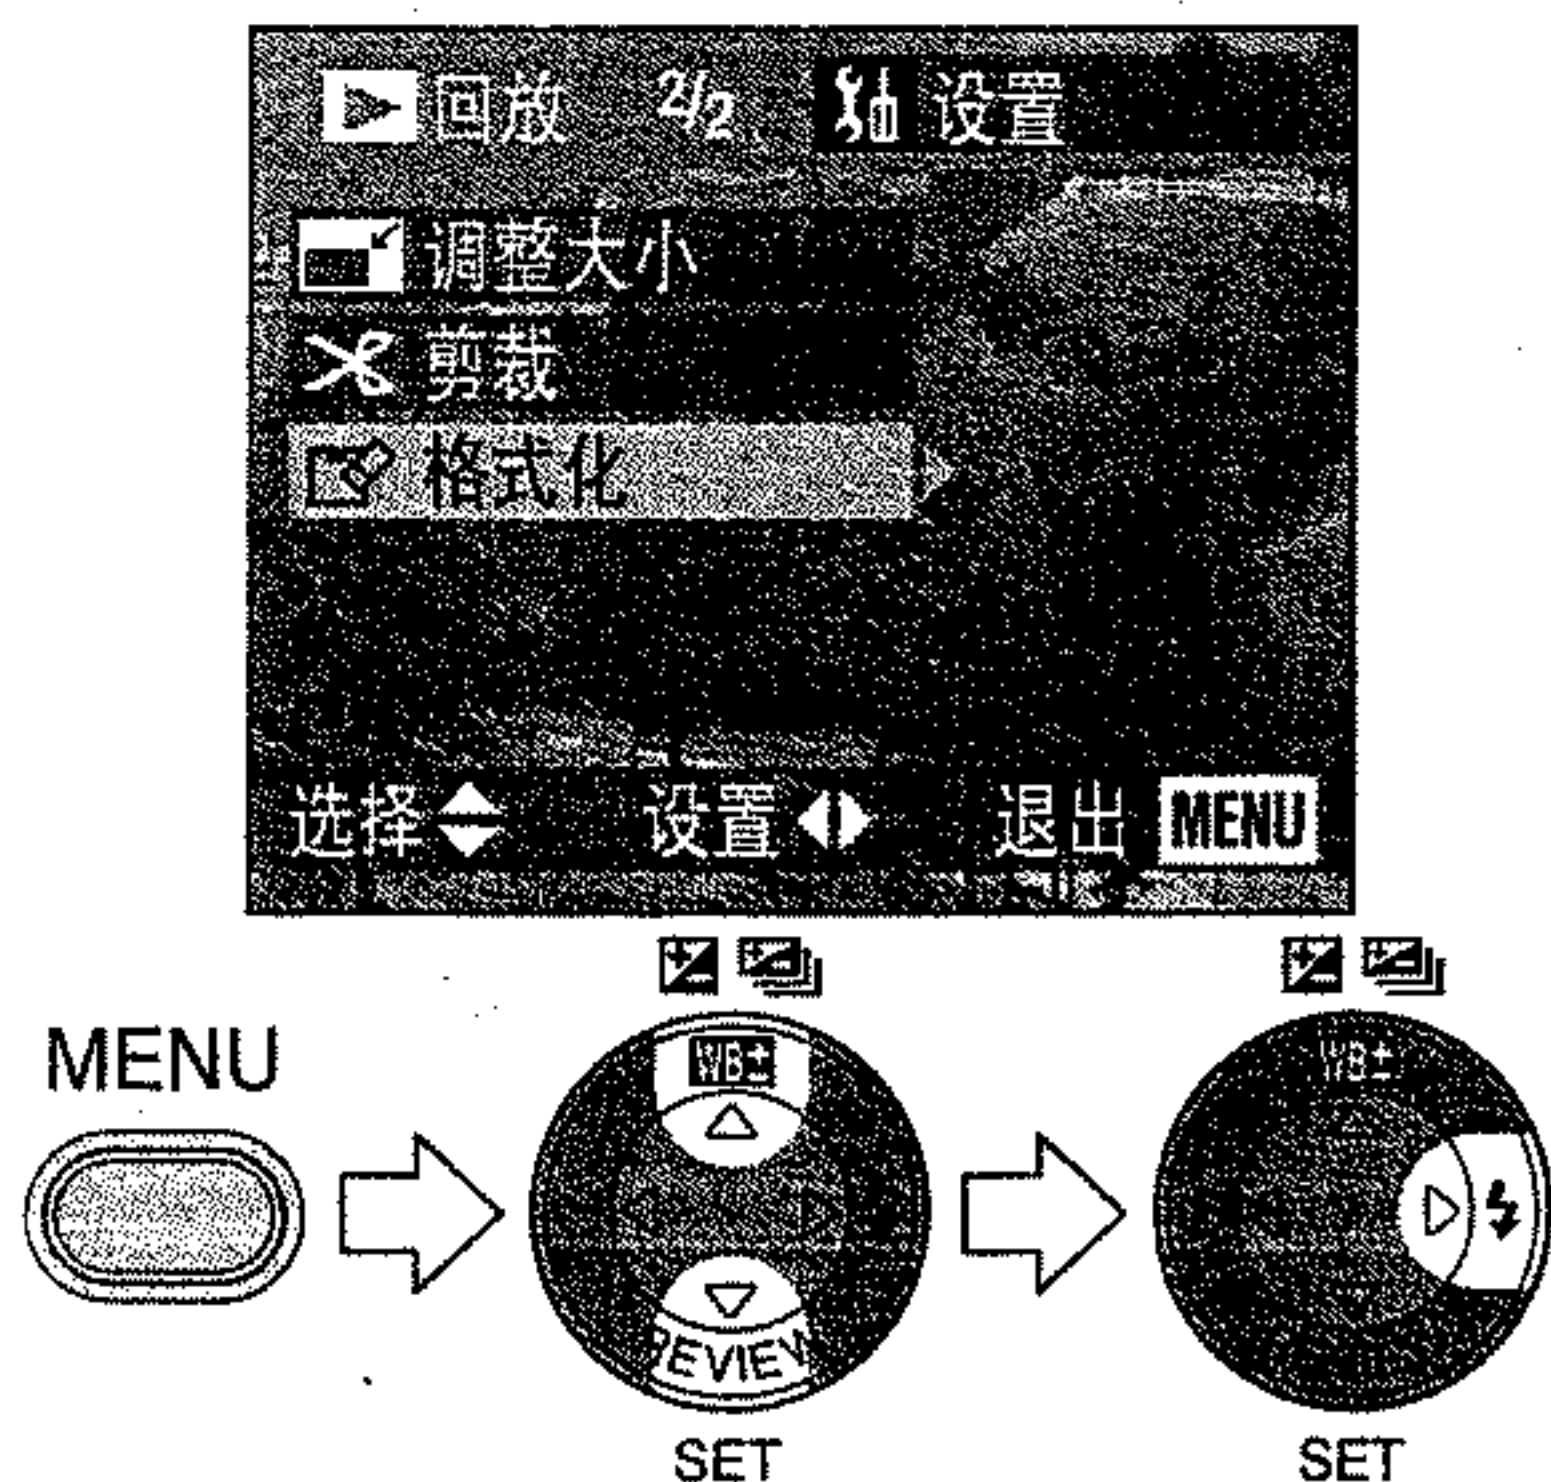 回放 2/2 设置
调整大小
剪裁
格式化
选择 设置 退出 MENU
MENU
WB±
REVIEW
SET
WB±
SET